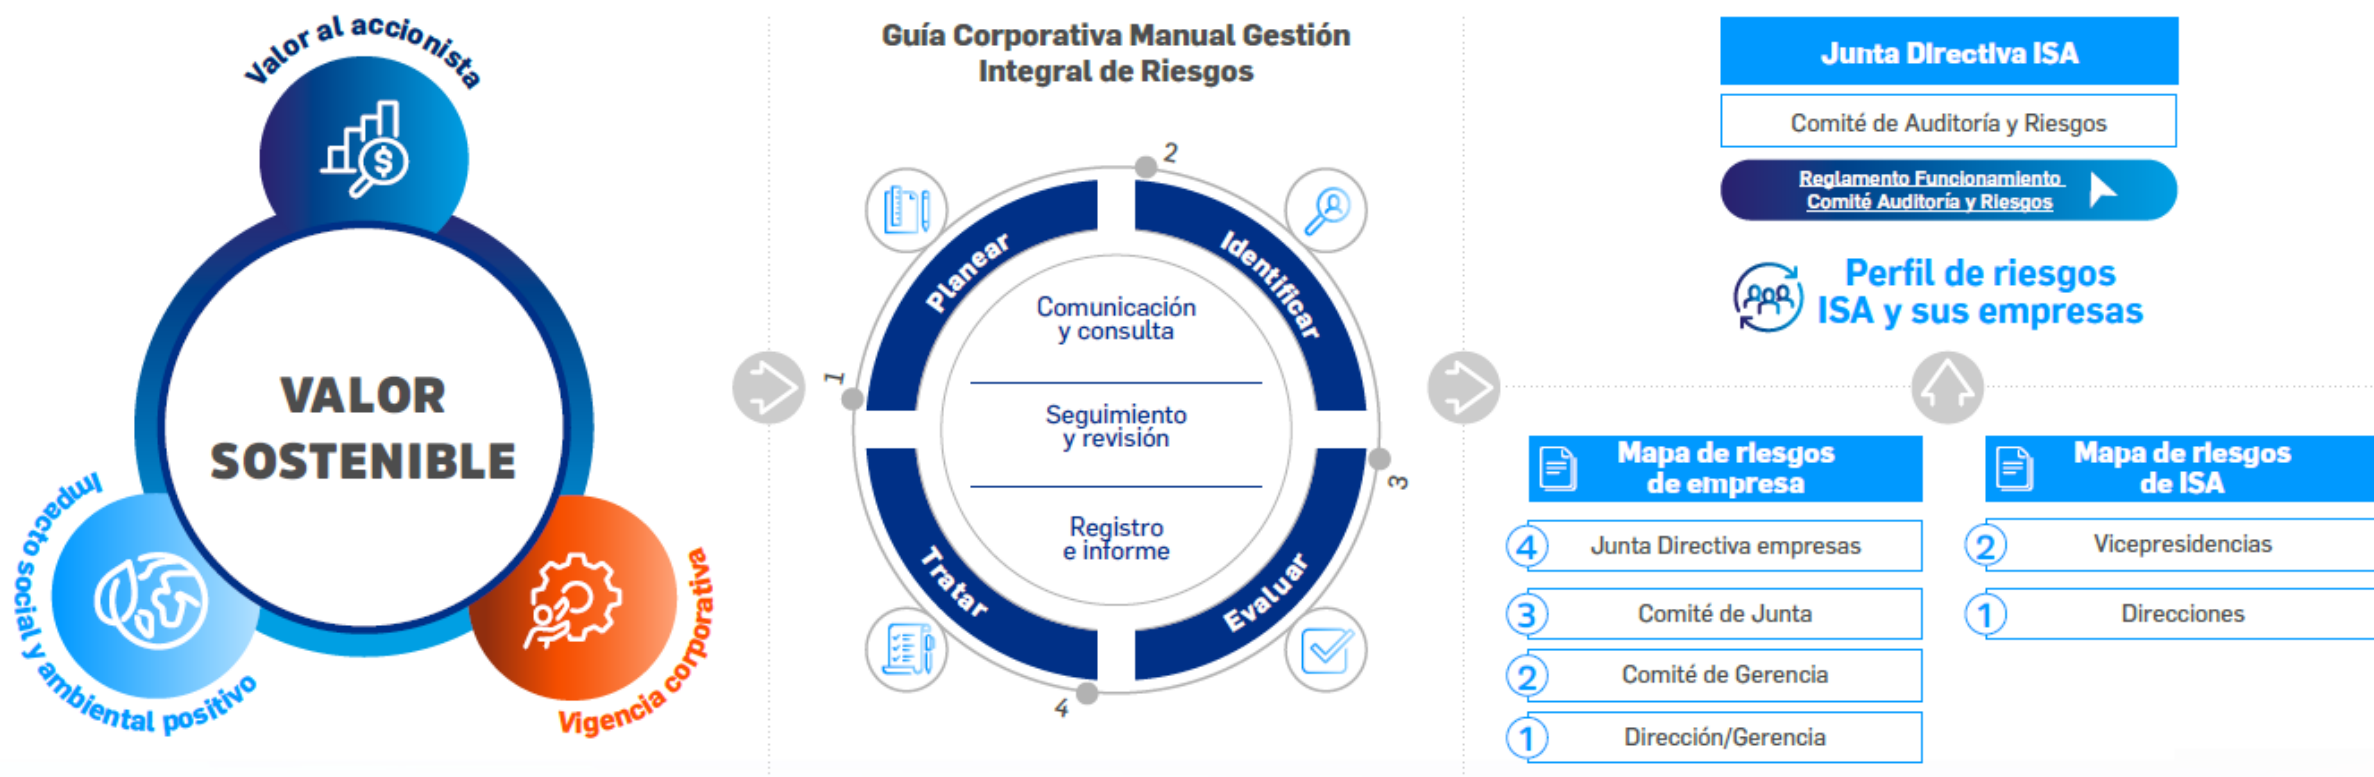 Valor al accionista
VALOR
SOSTENIBLE
Impacto social y ambiental positivo
Vigencia corporativa
Guía Corporativa Manual Gestión
Integral de Riesgos
1
Planear
2
Identificar
3
Evaluar
4
Tratar
Comunicación
y consulta
Seguimiento
y revisión
Registro
e informe
Junta Directiva ISA
Comité de Auditoría y Riesgos
Reglamento Funcionamiento
Comité Auditoría y Riesgos
Perfil de riesgos
ISA y sus empresas
Mapa de riesgos
de empresa
4 Junta Directiva empresas
3 Comité de Junta
2 Comité de Gerencia
1 Dirección/Gerencia
Mapa de riesgos
de ISA
2 Vicepresidencias
1 Direcciones